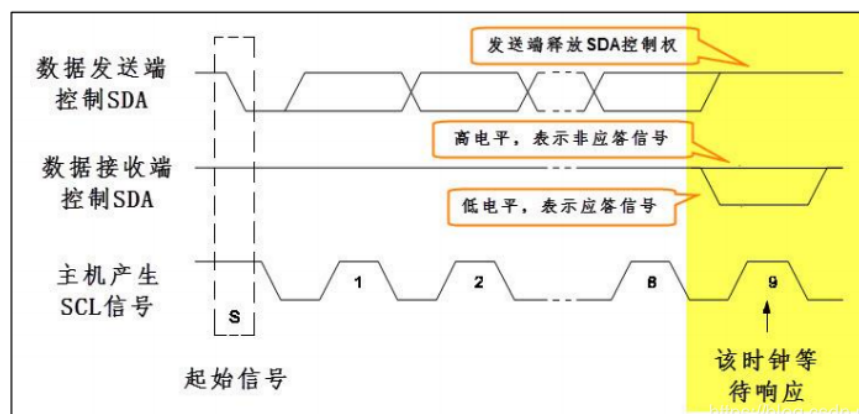 发送端释放SDA控制权
数据发送端
控制SDA
高电平，表示非应答信号
数据接收端
控制SDA
低电平，表示应答信号
主机产生
SCL信号
1
2
8
9
S
起始信号
该时钟等
待响应